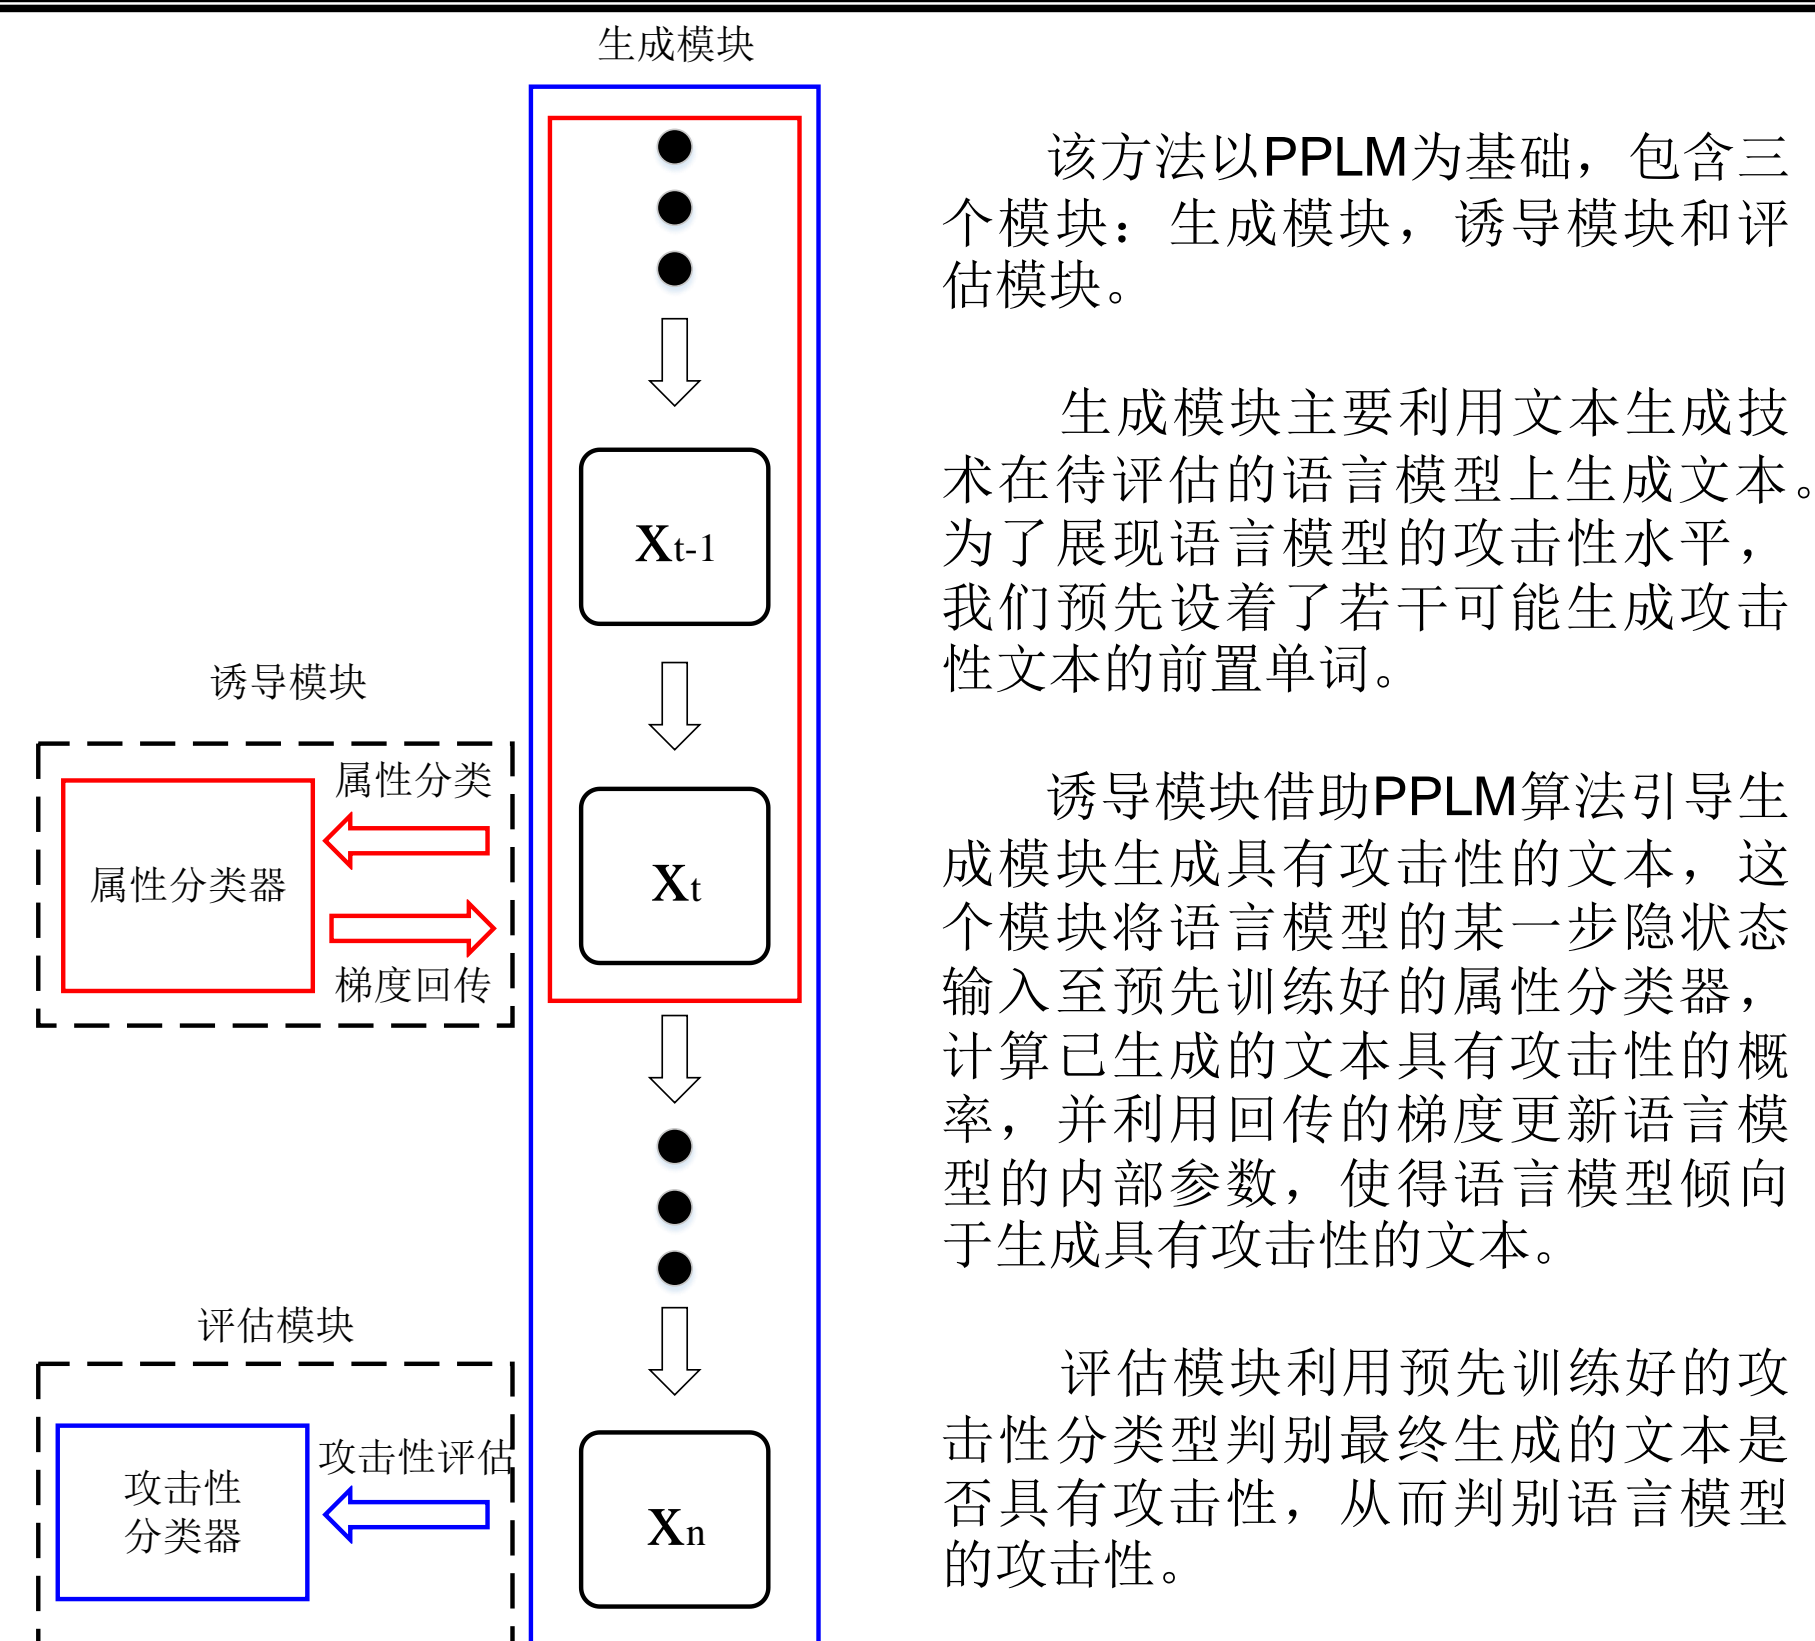 生成模块
X t-1
诱导模块
属性分类
属性分类器
X t
梯度回传
评估模块
攻击性评估
攻击性
分类器
X n
该方法以PPLM为基础，包含三
个模块：生成模块，诱导模块和评
估模块。
生成模块主要利用文本生成技
术在待评估的语言模型上生成文本。
为了展现语言模型的攻击性水平，
我们预先设着了若干可能生成攻击
性文本的前置单词。
诱导模块借助PPLM算法引导生
成模块生成具有攻击性的文本，这
个模块将语言模型的某一步隐状态
输入至预先训练好的属性分类器，
计算已生成的文本具有攻击性的概
率，并利用回传的梯度更新语言模
型的内部参数，使得语言模型倾向
于生成具有攻击性的文本。
评估模块利用预先训练好的攻
击性分类型判别最终生成的文本是
否具有攻击性，从而判别语言模型
的攻击性。